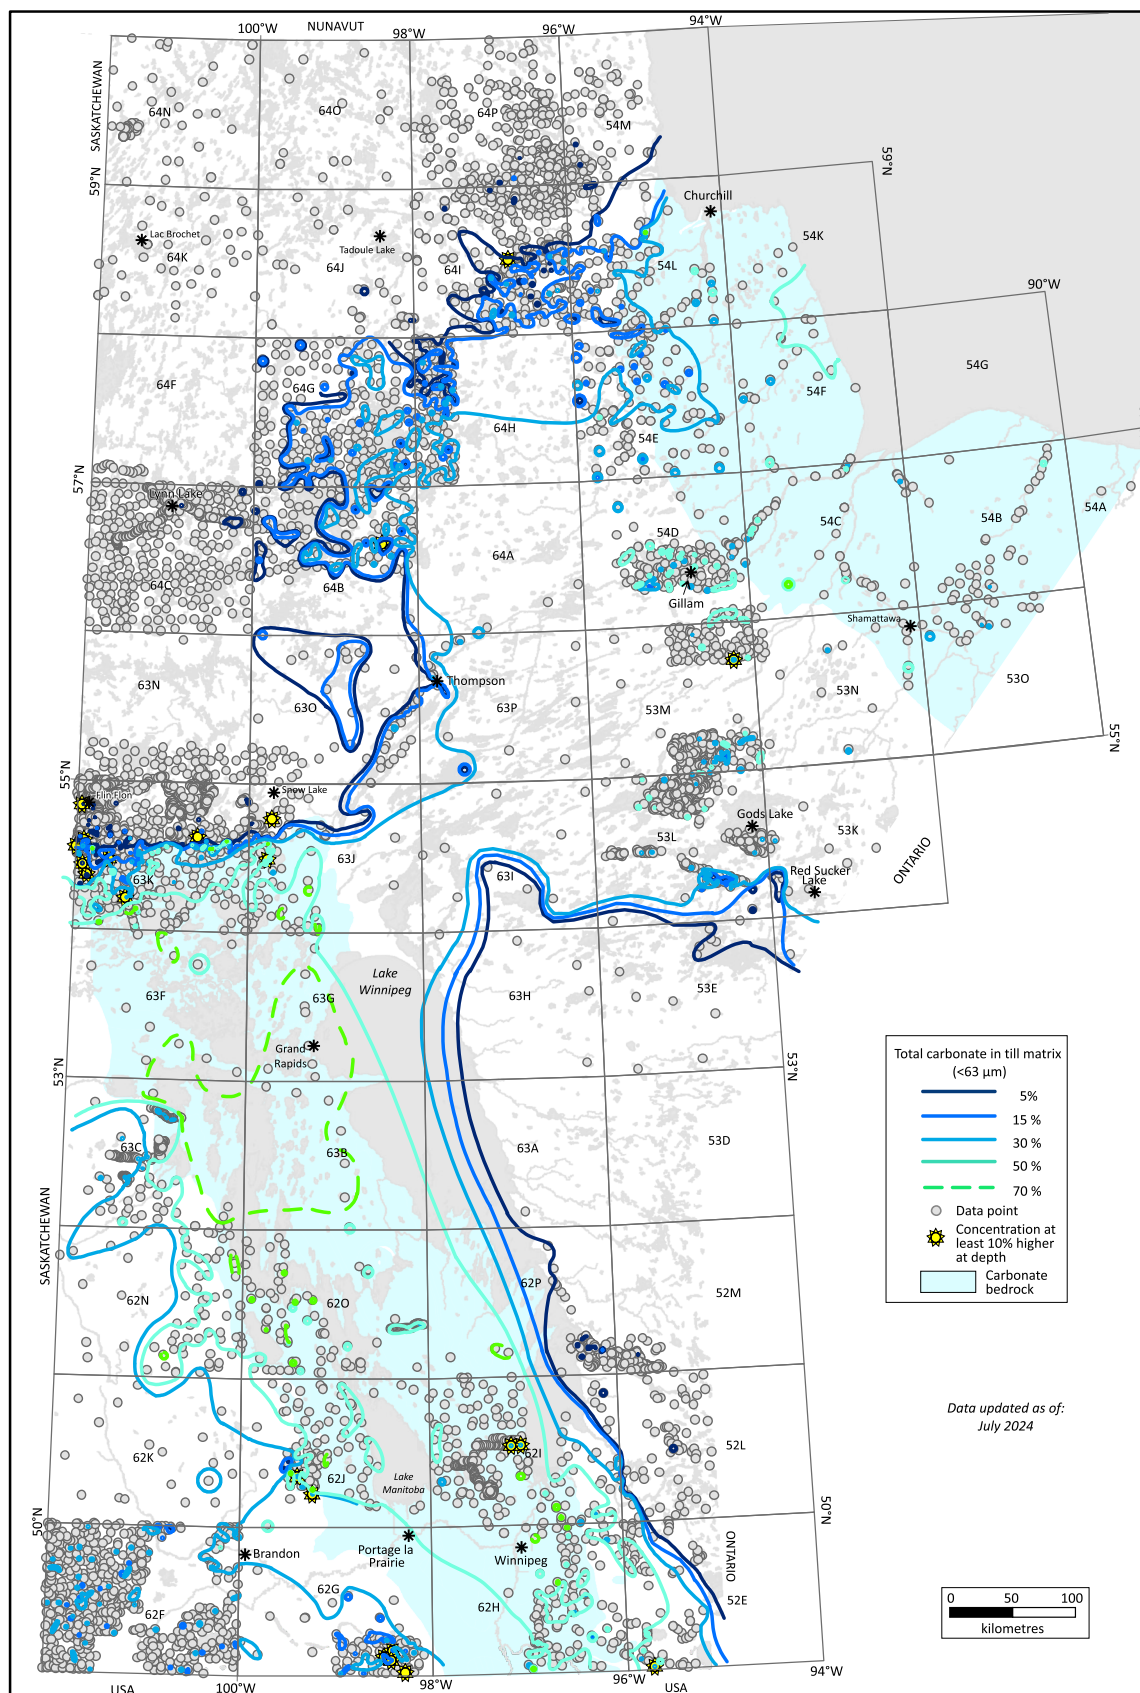 100°W
NUNAVUT
98°W
96°W
94°W
SASKATCHEWAN
64N
64O
64P
54M
59°N
59°N
Churchill
Lac Brochet
64K
Tadoule Lake
64J
64I
54L
54K
90°W
64F
64G
64H
54E
54F
54G
57°N
Lynn Lake
64C
64B
64A
54D
54C
54B
54A
Gillam
Shamattawa
63N
63O
Thompson
63P
53M
53N
53O
55°N
55°N
Flin Flon
Snow Lake
63K
63J
63I
53L
Gods Lake
53K
Red Sucker
Lake
ONTARIO
63F
63G
Lake
Winnipeg
63H
53E
Grand
Rapids
53°N
53°N
63C
63B
63A
53D
SASKATCHEWAN
62N
62O
62P
52M
62K
62J
Lake
Manitoba
62I
52L
50°N
50°N
Brandon
Portage la
Prairie
Winnipeg
ONTARIO
62F
62G
62H
52E
USA
100°W
98°W
96°W
USA
94°W
Total carbonate in till matrix
(<63 µm)
5%
15 %
30 %
50 %
70 %
Data point
Concentration at
least 10% higher
at depth
Carbonate
bedrock
Data updated as of:
July 2024
0 50 100
kilometres